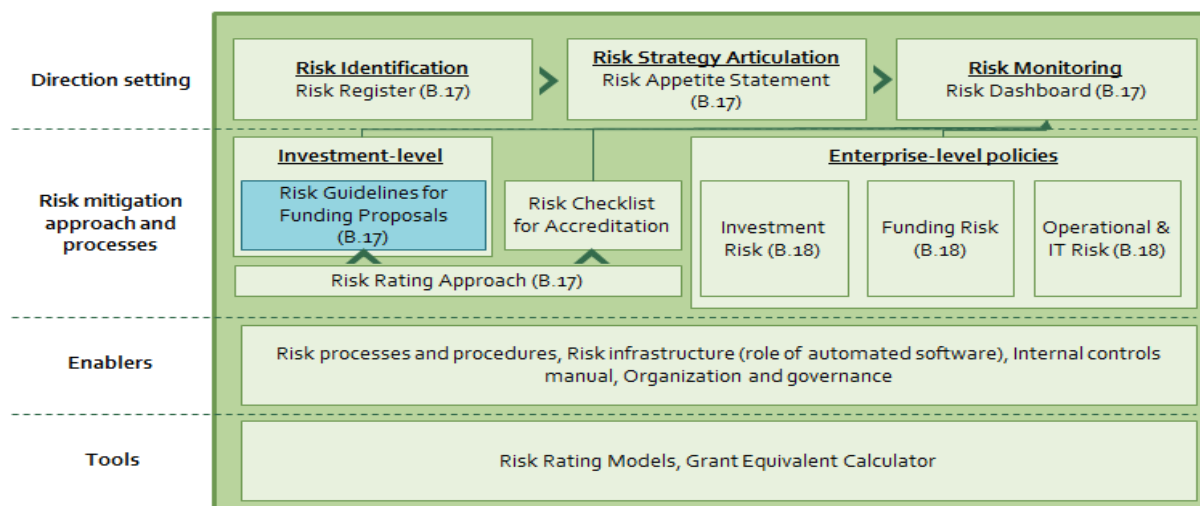 Direction setting
Risk Identification
Risk Register (B.17)
Risk Strategy Articulation
Risk Appetite Statement
(B.17)
Risk Monitoring
Risk Dashboard (B.17)
Risk mitigation
approach and
processes
Investment-level
Risk Guidelines for
Funding Proposals
(B.17)
Risk Checklist
for Accreditation
Risk Rating Approach (B.17)
Enterprise-level policies
Investment
Risk (B.18)
Funding Risk
(B.18)
Operational &
IT Risk (B.18)
Enablers
Risk processes and procedures, Risk infrastructure (role of automated software), Internal controls
manual, Organization and governance
Tools
Risk Rating Models, Grant Equivalent Calculator